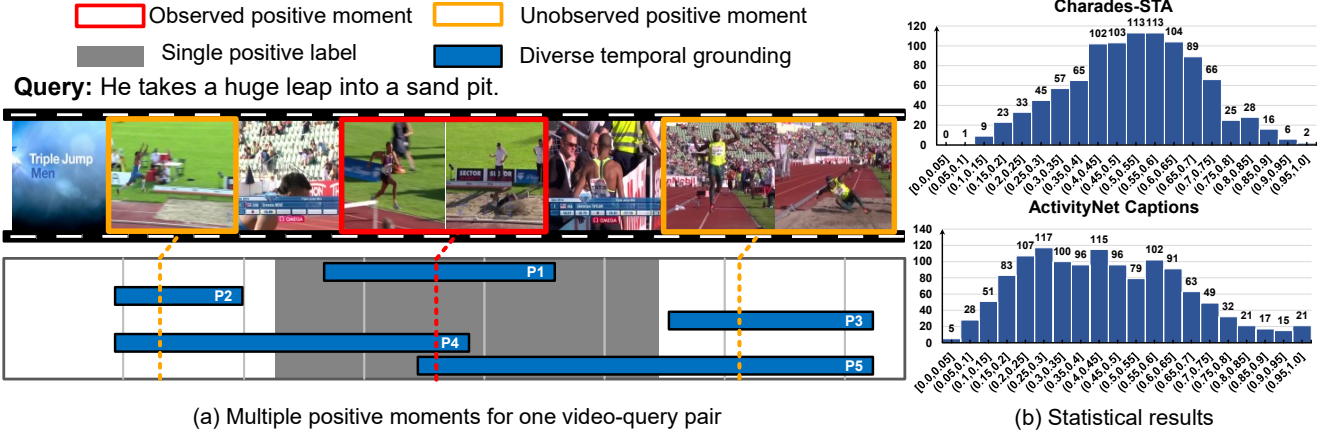 Observed positive moment
Unobserved positive moment
Single positive label
Diverse temporal grounding
Query: He takes a huge leap into a sand pit.
Triple Jump
Men
SECTOR
OMEGA
P1
P2
P3
P4
P5
(a) Multiple positive moments for one video-query pair
Charades-STA
120
100
80
60
40
20
0
0 1 9 23 33 45 57 65 102 103 113 113 104 89 66 25 28 16 6 2
[0.0,0.05] (0.05,0.1] (0.1,0.15] (0.15,0.2] (0.2,0.25] (0.25,0.3] (0.3,0.35] (0.35,0.4] (0.4,0.45] (0.45,0.5] (0.5,0.55] (0.55,0.6] (0.6,0.65] (0.65,0.7] (0.7,0.75] (0.75,0.8] (0.8,0.85] (0.85,0.9] (0.9,0.95] (0.95,1.0]
ActivityNet Captions
140
120
100
80
60
40
20
0
5 28 51 83 107 117 100 96 115 96 79 102 91 63 49 32 21 17 15 21
[0.0,0.05] (0.05,0.1] (0.1,0.15] (0.15,0.2] (0.2,0.25] (0.25,0.3] (0.3,0.35] (0.35,0.4] (0.4,0.45] (0.45,0.5] (0.5,0.55] (0.55,0.6] (0.6,0.65] (0.65,0.7] (0.7,0.75] (0.75,0.8] (0.8,0.85] (0.85,0.9] (0.9,0.95] (0.95,1.0]
(b) Statistical results